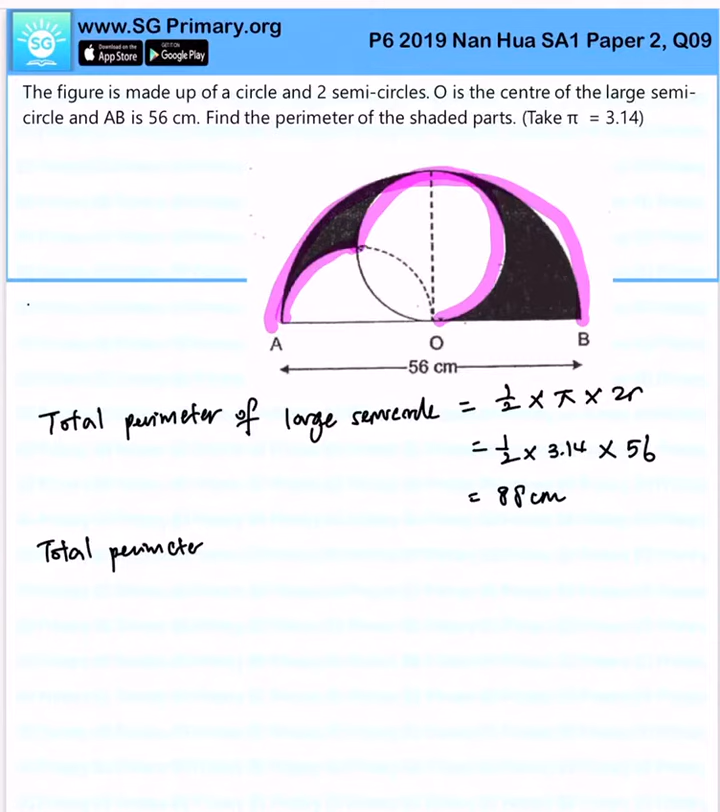 www.SG Primary.org
SG
Download on the
App Store
GET IT ON
Google Play
P6 2019 Nan Hua SA1 Paper 2, Q09
The figure is made up of a circle and 2 semi-circles. O is the centre of the large semi-
circle and AB is 56 cm. Find the perimeter of the shaded parts. (Take π = 3.14)
A O B
56 cm
Total perimeter of large semicircle = 1/2 × π × 2r
= 1/2 × 3.14 × 56
= 88 cm
Total perimeter